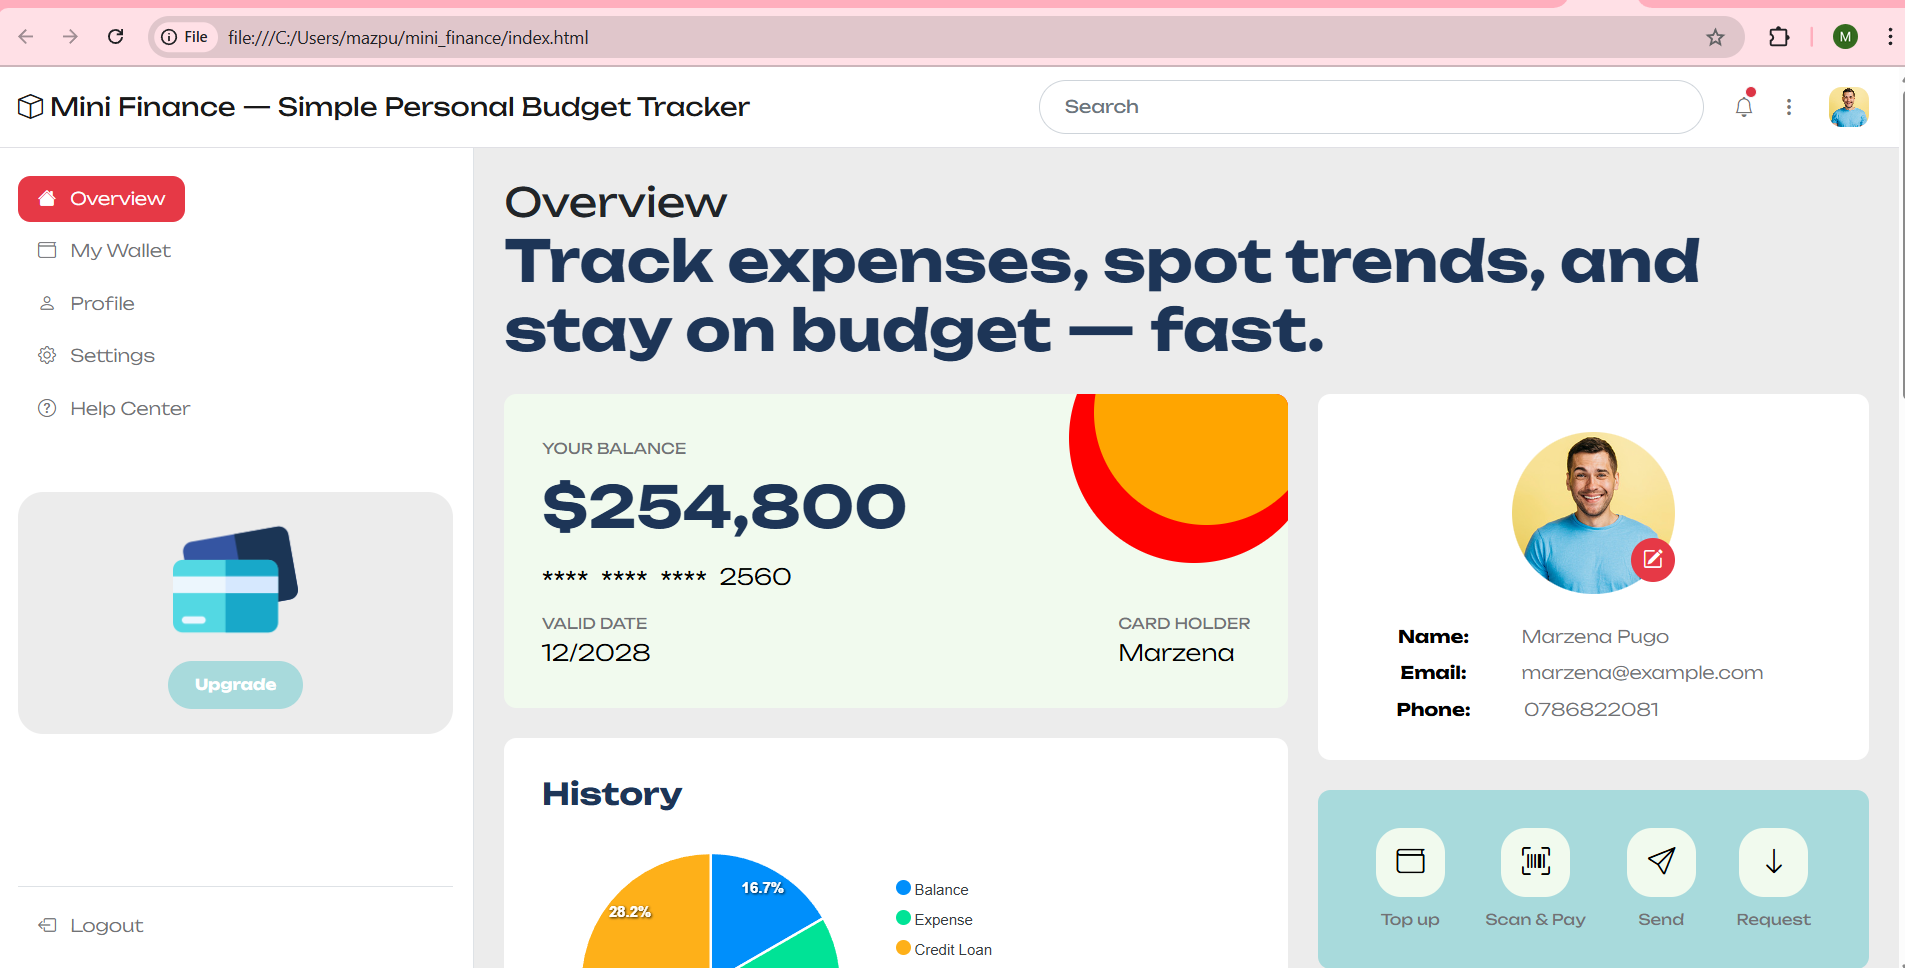 File
file:///C:/Users/mazpu/mini_finance/index.html
M
Mini Finance — Simple Personal Budget Tracker
Search
Overview
My Wallet
Profile
Settings
Help Center
Upgrade
Logout
Overview
Track expenses, spot trends, and
stay on budget — fast.
YOUR BALANCE
$254,800
**** **** **** 2560
VALID DATE
12/2028
CARD HOLDER
Marzena
History
16.7%
28.2%
Balance
Expense
Credit Loan
Name: Marzena Pugo
Email: marzena@example.com
Phone: 0786822081
Top up
Scan & Pay
Send
Request